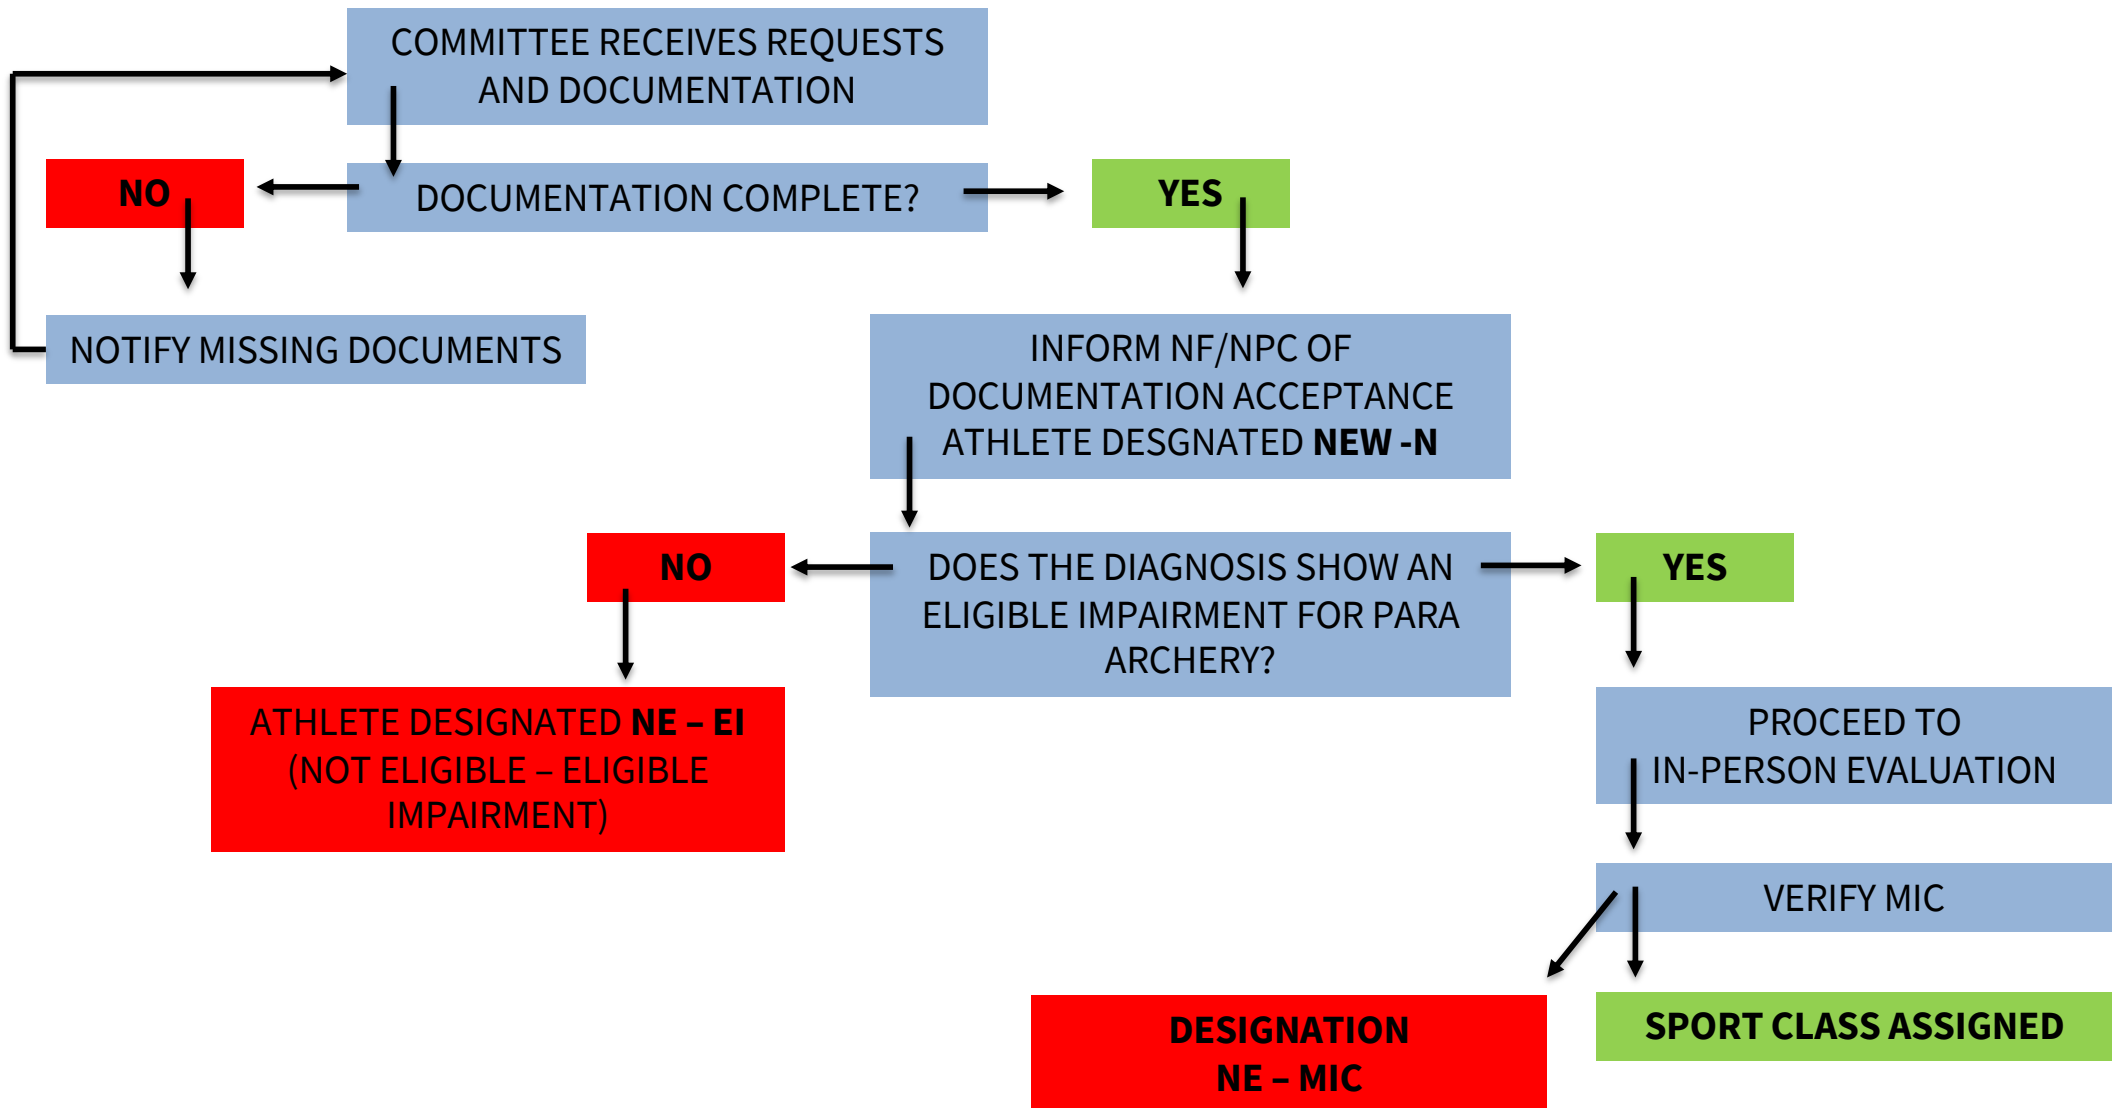 COMMITTEE RECEIVES REQUESTS
AND DOCUMENTATION
NO
DOCUMENTATION COMPLETE?
YES
NOTIFY MISSING DOCUMENTS
INFORM NF/NPC OF
DOCUMENTATION ACCEPTANCE
ATHLETE DESGNATED NEW -N
NO
DOES THE DIAGNOSIS SHOW AN
ELIGIBLE IMPAIRMENT FOR PARA
ARCHERY?
YES
ATHLETE DESIGNATED NE – EI
(NOT ELIGIBLE – ELIGIBLE
IMPAIRMENT)
PROCEED TO
IN-PERSON EVALUATION
VERIFY MIC
DESIGNATION
NE – MIC
SPORT CLASS ASSIGNED